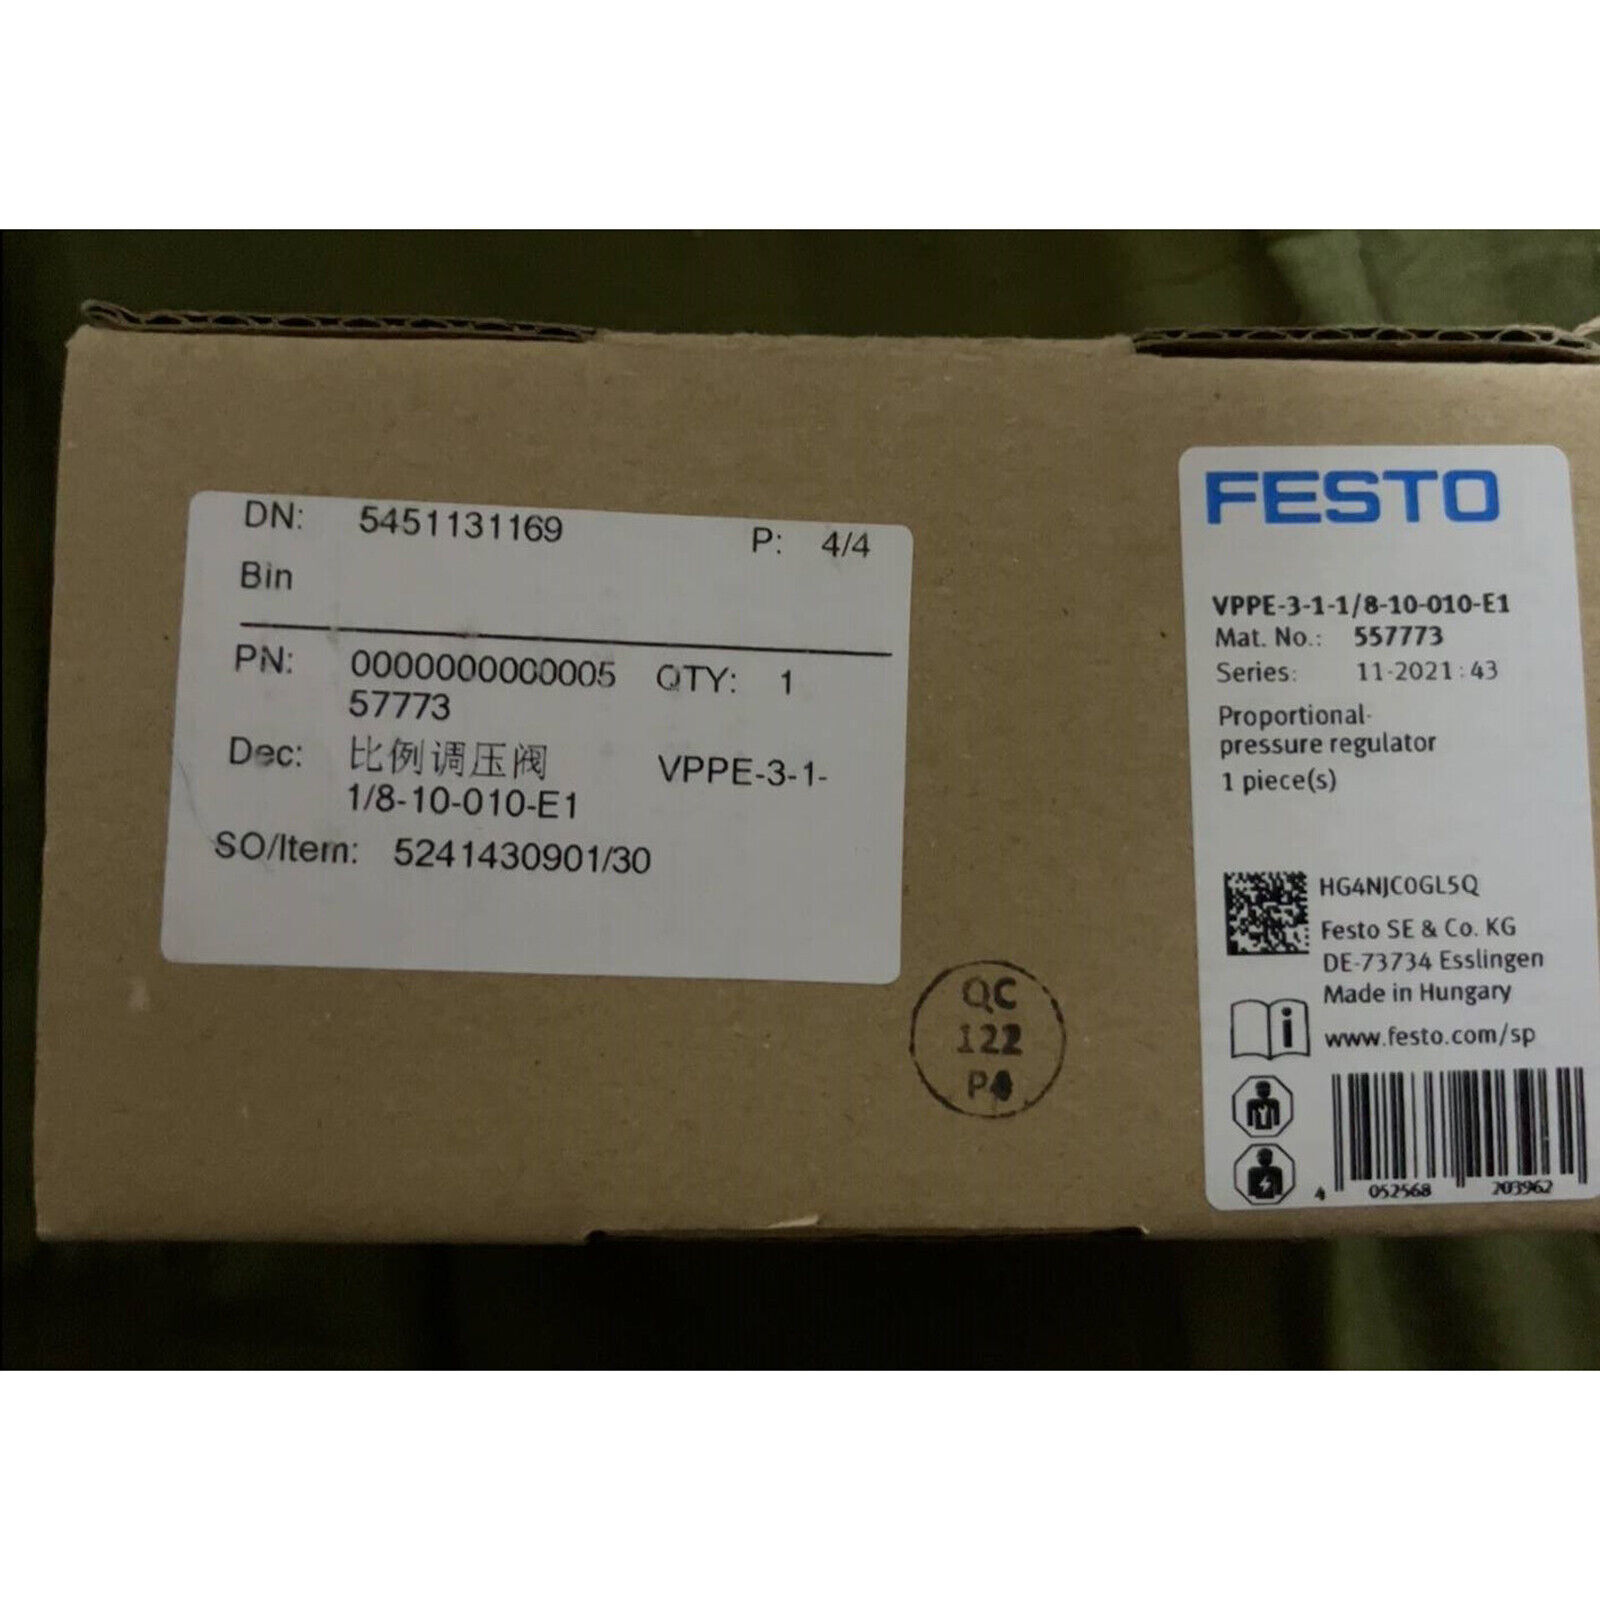 DN: 5451131169 P: 4/4
Bin
PN: 0000000000005 QTY: 1
57773
Dec: 比例调压阀 VPPE-3-1-
1/8-10-010-E1
SO/Item: 5241430901/30
QC
122
P4
FESTO
VPPE-3-1-1/8-10-010-E1
Mat. No.: 557773
Series: 11-2021:43
Proportional-
pressure regulator
1 piece(s)
HG4NJC0GL5Q
Festo SE & Co. KG
DE-73734 Esslingen
Made in Hungary
i www.festo.com/sp
4 052568 203962